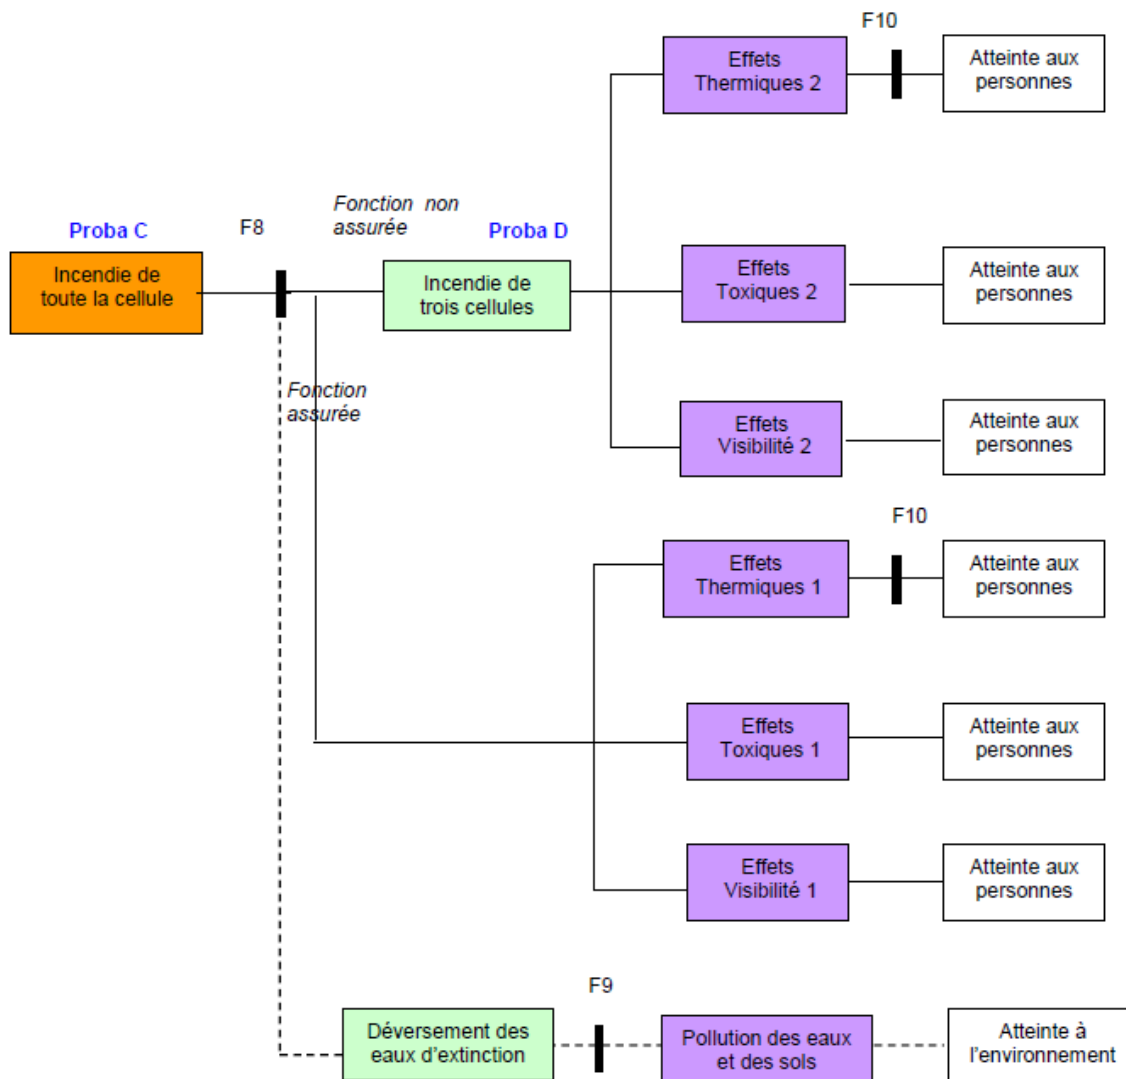 F10
Effets
Thermiques 2
Atteinte aux
personnes
Fonction non
assurée
Proba C
F8
Proba D
Incendie de
toute la cellule
Incendie de
trois cellules
Effets
Toxiques 2
Atteinte aux
personnes
Fonction
assurée
Effets
Visibilité 2
Atteinte aux
personnes
F10
Effets
Thermiques 1
Atteinte aux
personnes
Effets
Toxiques 1
Atteinte aux
personnes
Effets
Visibilité 1
Atteinte aux
personnes
F9
Déversement des
eaux d'extinction
Pollution des eaux
et des sols
Atteinte à
l'environnement